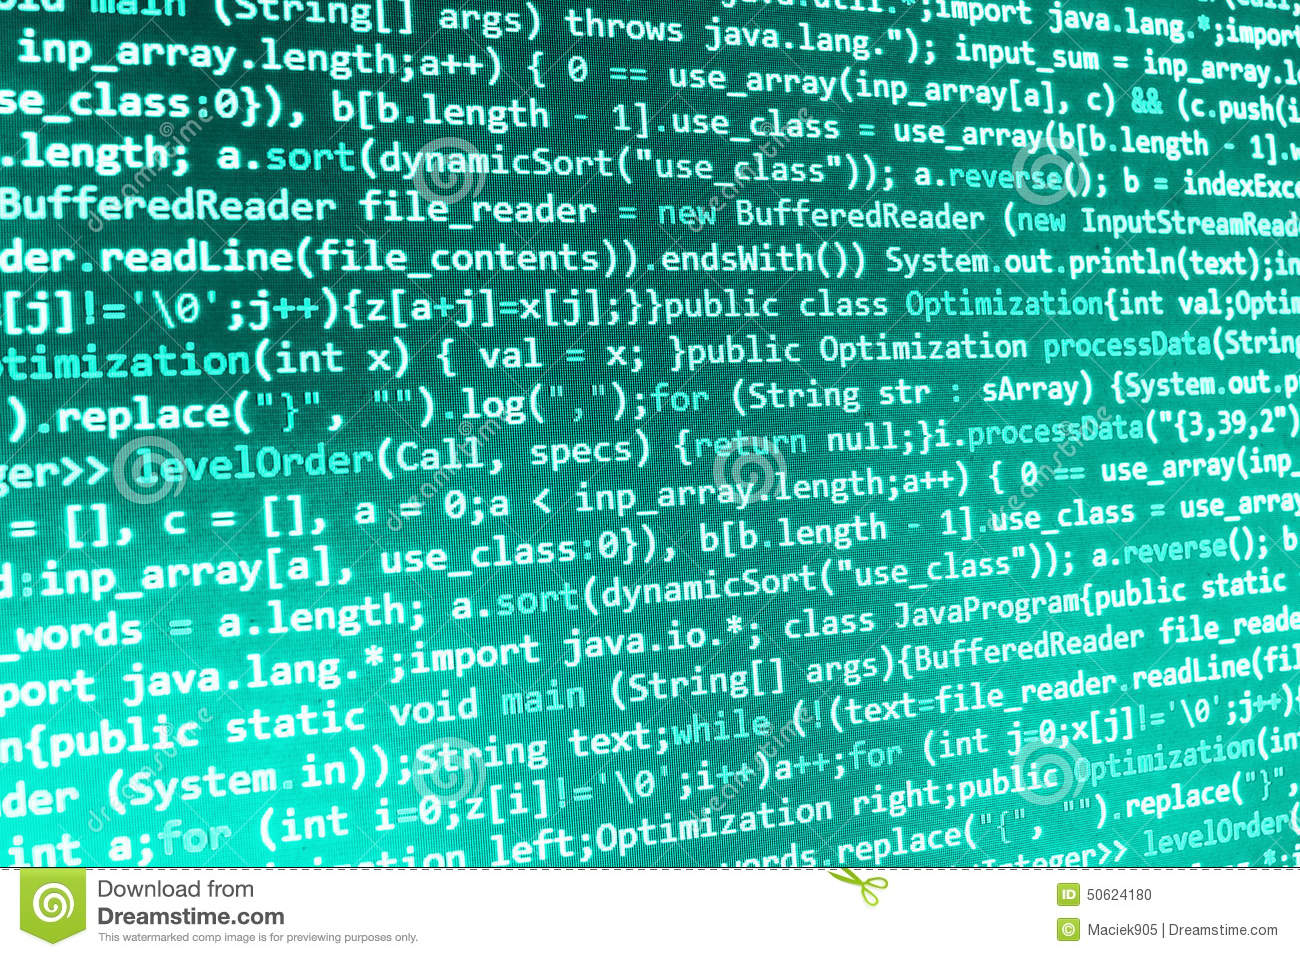 main (String[] args) throws java.lang."); input_sum = inp_array.
import java.lang.*;import
inp_array.length;a++) { 0 == use_array(inp_array[a], c) && (c.push(i
se_class:0}), b[b.length - 1].use_class = use_array(b[b.length - 1].
.length; a.sort(dynamicSort("use_class")); a.reverse(); b = indexExce
BufferedReader file_reader = new BufferedReader (new InputStreamRead
der.readLine(file_contents)).endsWith()) System.out.println(text);in
[j]!='\0';j++){z[a+j]=x[j];}}public class Optimization{int val;Optim
ptimization(int x) { val = x; }public Optimization processData(String
).replace("}", "").log(",");for (String str : sArray) {System.out.p
ger>> levelOrder(Call, specs) {return null;}i.processData("{3,39,2")
= [], c = [], a = 0;a < inp_array.length;a++) { 0 == use_array(inp_
d:inp_array[a], use_class:0}), b[b.length - 1].use_class = use_array
_words = a.length; a.sort(dynamicSort("use_class")); a.reverse(); b
port java.lang.*;import java.io.*; class JavaProgram{public static
n{public static void main (String[] args){BufferedReader file_reade
der (System.in));String text;while (!(text=file_reader.readLine(fil
int a;for (int i=0;z[i]!='\0';i++)a++;for (int j=0;x[j]!='\0';j++){
left;Optimization right;public Optimization(in
words.replace("{", "").replace("}",
Integer>> levelOrder(
Download from
Dreamstime.com
This watermarked comp image is for previewing purposes only.
ID 50624180
© Maciek905 | Dreamstime.com